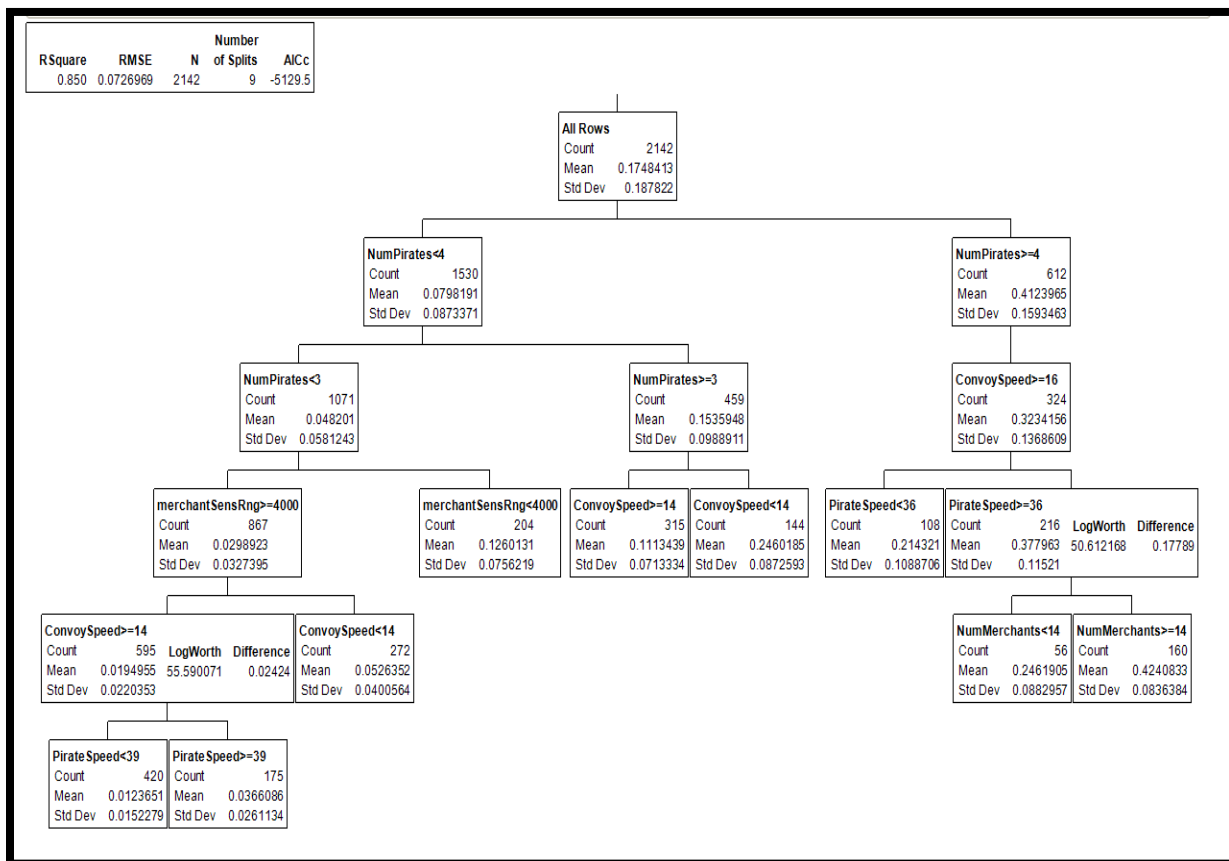 Number
RSquare RMSE N of Splits AICc
0.850 0.0726969 2142 9 -5129.5
All Rows
Count 2142
Mean 0.1748413
Std Dev 0.187822
NumPirates<4
Count 1530
Mean 0.0798191
Std Dev 0.0873371
NumPirates>=4
Count 612
Mean 0.4123965
Std Dev 0.1593463
NumPirates<3
Count 1071
Mean 0.048201
Std Dev 0.0581243
NumPirates>=3
Count 459
Mean 0.1535948
Std Dev 0.0988911
ConvoySpeed>=16
Count 324
Mean 0.3234156
Std Dev 0.1368609
merchantSensRng>=4000
Count 867
Mean 0.0298923
Std Dev 0.0327395
merchantSensRng<4000
Count 204
Mean 0.1260131
Std Dev 0.0756219
ConvoySpeed>=14
Count 315
Mean 0.1113439
Std Dev 0.0713334
ConvoySpeed<14
Count 144
Mean 0.2460185
Std Dev 0.0872593
PirateSpeed<36
Count 108
Mean 0.214321
Std Dev 0.1088706
PirateSpeed>=36
Count 216 LogWorth Difference
Mean 0.377963 50.612168 0.17789
Std Dev 0.11521
ConvoySpeed>=14
Count 595 LogWorth Difference
Mean 0.0194955 55.590071 0.02424
Std Dev 0.0220353
ConvoySpeed<14
Count 272
Mean 0.0526352
Std Dev 0.0400564
NumMerchants<14
Count 56
Mean 0.2461905
Std Dev 0.0882957
NumMerchants>=14
Count 160
Mean 0.4240833
Std Dev 0.0836384
PirateSpeed<39
Count 420
Mean 0.0123651
Std Dev 0.0152279
PirateSpeed>=39
Count 175
Mean 0.0366086
Std Dev 0.0261134